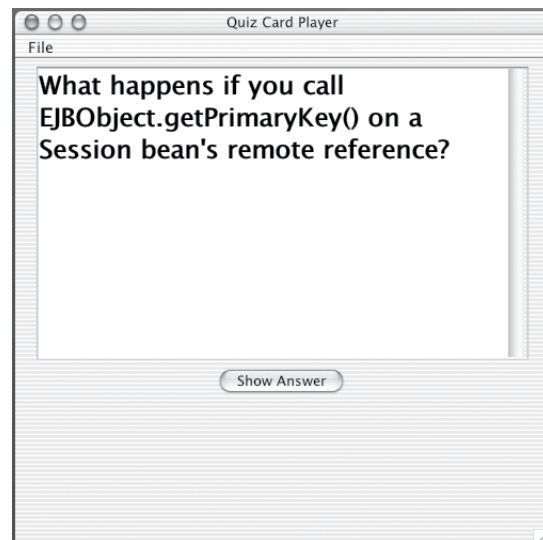 Quiz Card Player
File
What happens if you call
EJBObject.getPrimaryKey() on a
Session bean's remote reference?
Show Answer